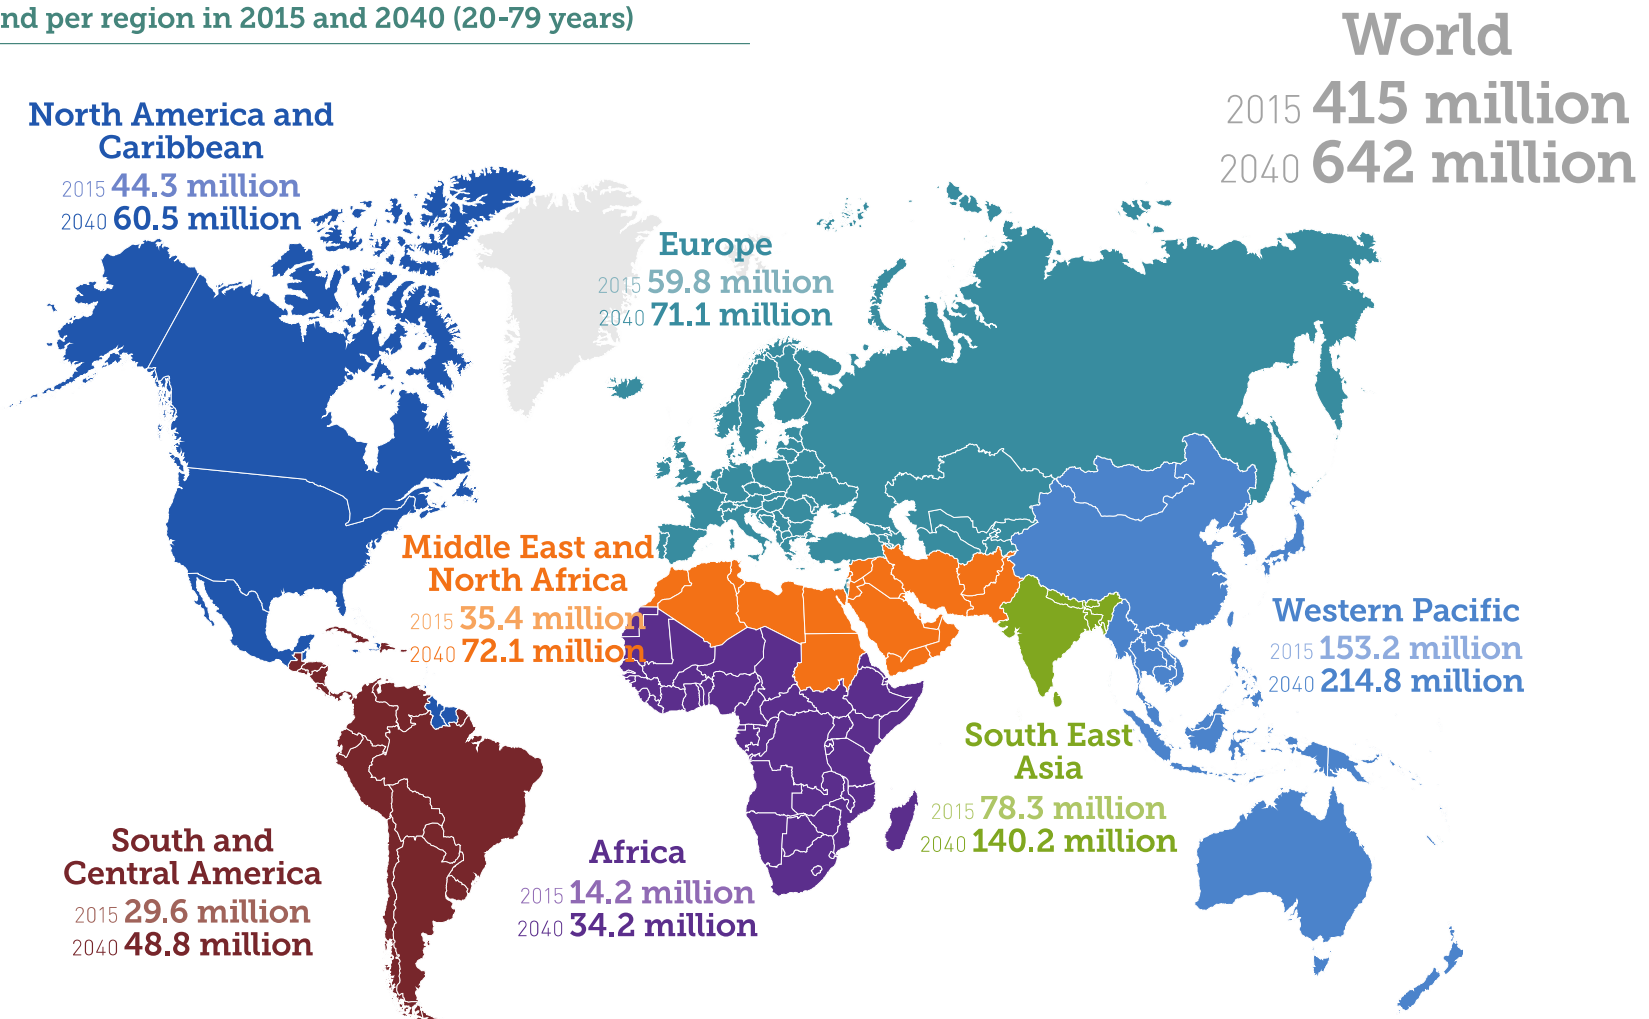 nd per region in 2015 and 2040 (20-79 years)
World
2015 415 million
2040 642 million
North America and
Caribbean
2015 44.3 million
2040 60.5 million
Europe
2015 59.8 million
2040 71.1 million
Middle East and
North Africa
2015 35.4 million
2040 72.1 million
Western Pacific
2015 153.2 million
2040 214.8 million
South East
Asia
2015 78.3 million
2040 140.2 million
South and
Central America
2015 29.6 million
2040 48.8 million
Africa
2015 14.2 million
2040 34.2 million